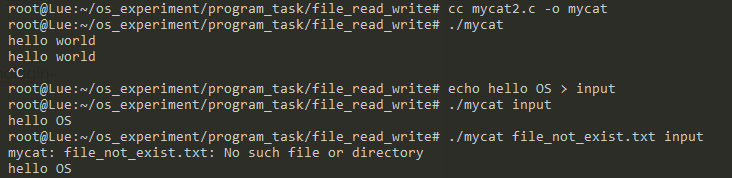 root@Lue:~/os_experiment/program_task/file_read_write# cc mycat2.c -o mycat
root@Lue:~/os_experiment/program_task/file_read_write# ./mycat
hello world
hello world
^C
root@Lue:~/os_experiment/program_task/file_read_write# echo hello OS > input
root@Lue:~/os_experiment/program_task/file_read_write# ./mycat input
hello OS
root@Lue:~/os_experiment/program_task/file_read_write# ./mycat file_not_exist.txt input
mycat: file_not_exist.txt: No such file or directory
hello OS